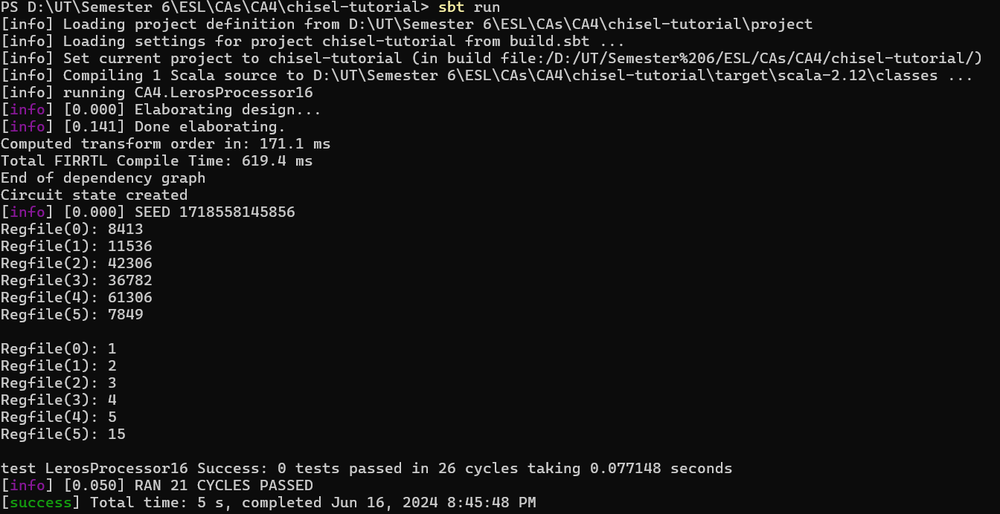 PS D:\UT\Semester 6\ESL\CAs\CA4\chisel-tutorial> sbt run
[info] Loading project definition from D:\UT\Semester 6\ESL\CAs\CA4\chisel-tutorial\project
[info] Loading settings for project chisel-tutorial from build.sbt ...
[info] Set current project to chisel-tutorial (in build file:/D:/UT/Semester%206/ESL/CAs/CA4/chisel-tutorial/)
[info] Compiling 1 Scala source to D:\UT\Semester 6\ESL\CAs\CA4\chisel-tutorial\target\scala-2.12\classes ...
[info] running CA4.LerosProcessor16
[info] [0.000] Elaborating design...
[info] [0.141] Done elaborating.
Computed transform order in: 171.1 ms
Total FIRRTL Compile Time: 619.4 ms
End of dependency graph
Circuit state created
[info] [0.000] SEED 1718558145856
Regfile(0): 8413
Regfile(1): 11536
Regfile(2): 42306
Regfile(3): 36782
Regfile(4): 61306
Regfile(5): 7849

Regfile(0): 1
Regfile(1): 2
Regfile(2): 3
Regfile(3): 4
Regfile(4): 5
Regfile(5): 15

test LerosProcessor16 Success: 0 tests passed in 26 cycles taking 0.077148 seconds
[info] [0.050] RAN 21 CYCLES PASSED
[success] Total time: 5 s, completed Jun 16, 2024 8:45:48 PM